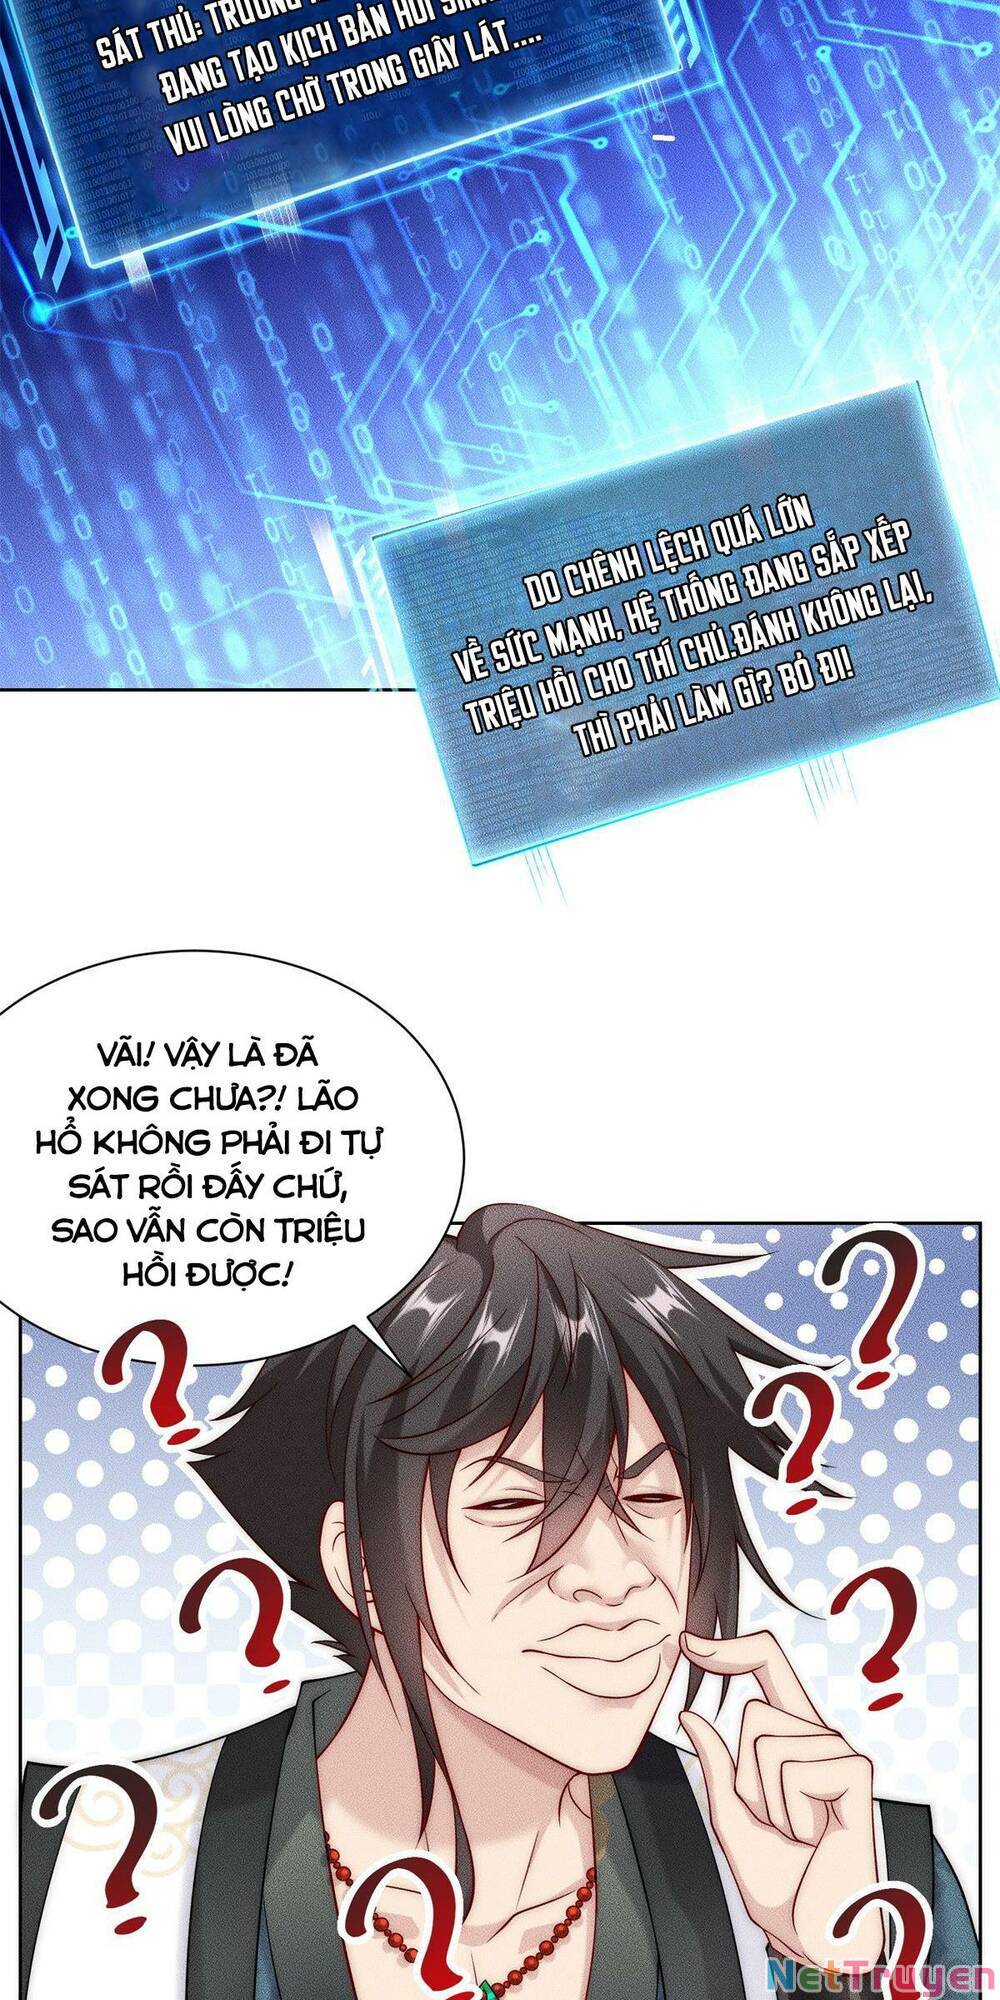 SÁT THỦ: TRƯƠNG
ĐANG TẠO KỊCH BẢN HỒI SINH
VUI LÒNG CHỜ TRONG GIÂY LÁT....
DO CHÊNH LỆCH QUÁ LỚN
VỀ SỨC MẠNH, HỆ THỐNG ĐANG SẮP XẾP
TRIỆU HỒI CHO THÍ CHỦ.ĐÁNH KHÔNG LẠI,
THÌ PHẢI LÀM GÌ? BỎ ĐI!
VÃI! VẬY LÀ ĐÃ
XONG CHƯA?! LÃO
HỔ KHÔNG PHẢI ĐI TỰ
SÁT RỒI ĐẤY CHỨ,
SAO VẪN CÒN TRIỆU
HỒI ĐƯỢC!
? ? ? ? ? ? ? ?
NetTruyen